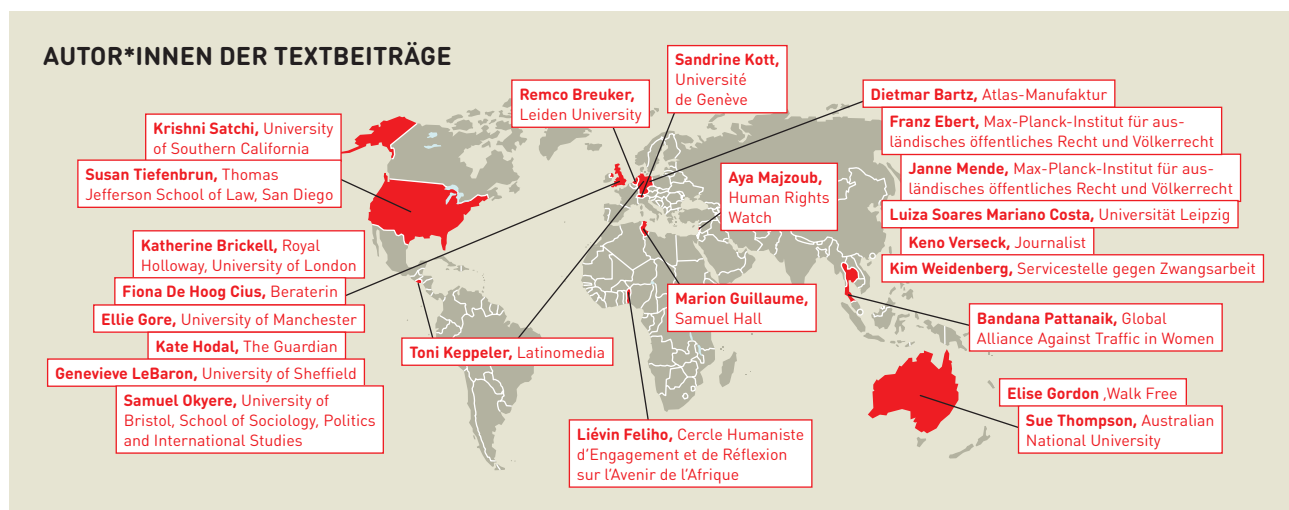 AUTOR*INNEN DER TEXTBEITRÄGE
Sandrine Kott,
Université
de Genève
Remco Breuker,
Leiden University
Dietmar Bartz, Atlas-Manufaktur
Krishni Satchi, University
of Southern California
Franz Ebert, Max-Planck-Institut für aus-
ländisches öffentliches Recht und Völkerrecht
Susan Tiefenbrun, Thomas
Jefferson School of Law, San Diego
Aya Majzoub,
Human Rights
Watch
Janne Mende, Max-Planck-Institut für aus-
ländisches öffentliches Recht und Völkerrecht
Luiza Soares Mariano Costa, Universität Leipzig
Keno Verseck, Journalist
Kim Weidenberg, Servicestelle gegen Zwangsarbeit
Katherine Brickell, Royal
Holloway, University of London
Fiona De Hoog Cius, Beraterin
Ellie Gore, University of Manchester
Kate Hodal, The Guardian
Genevieve LeBaron, University of Sheffield
Samuel Okyere, University of
Bristol, School of Sociology, Politics
and International Studies
Toni Keppeler, Latinomedia
Marion Guillaume,
Samuel Hall
Bandana Pattanaik, Global
Alliance Against Traffic in Women
Elise Gordon ,Walk Free
Sue Thompson, Australian
National University
Liévin Feliho, Cercle Humaniste
d'Engagement et de Réflexion
sur l'Avenir de l'Afrique